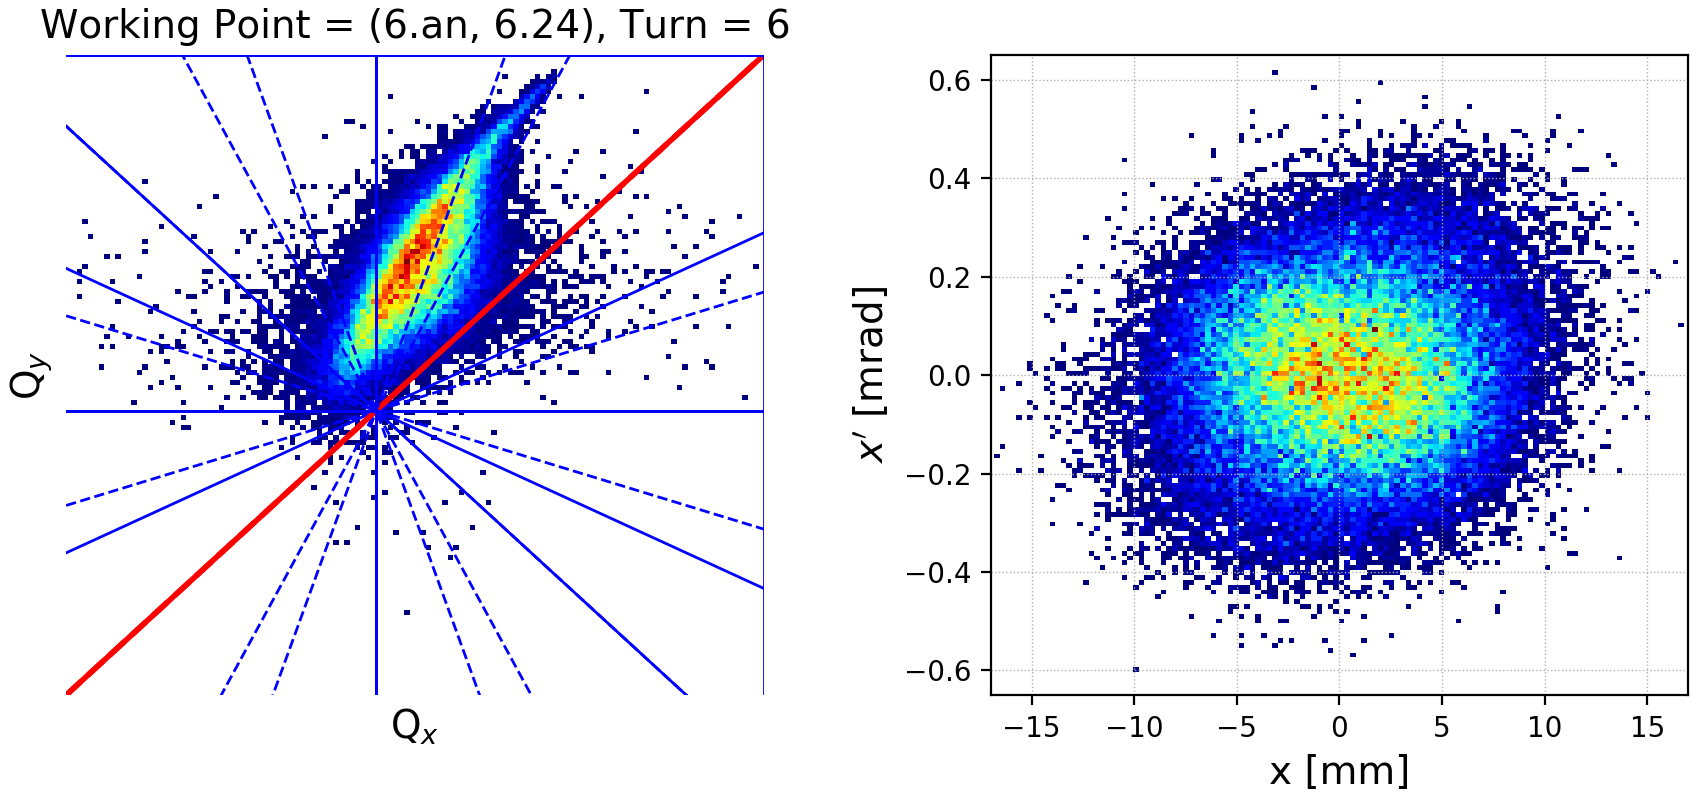 Working Point = (6.an, 6.24), Turn = 6
Q_y
Q_x
0.6
0.4
0.2
0.0
−0.2
−0.4
−0.6
x′ [mrad]
−15 −10 −5 0 5 10 15
x [mm]